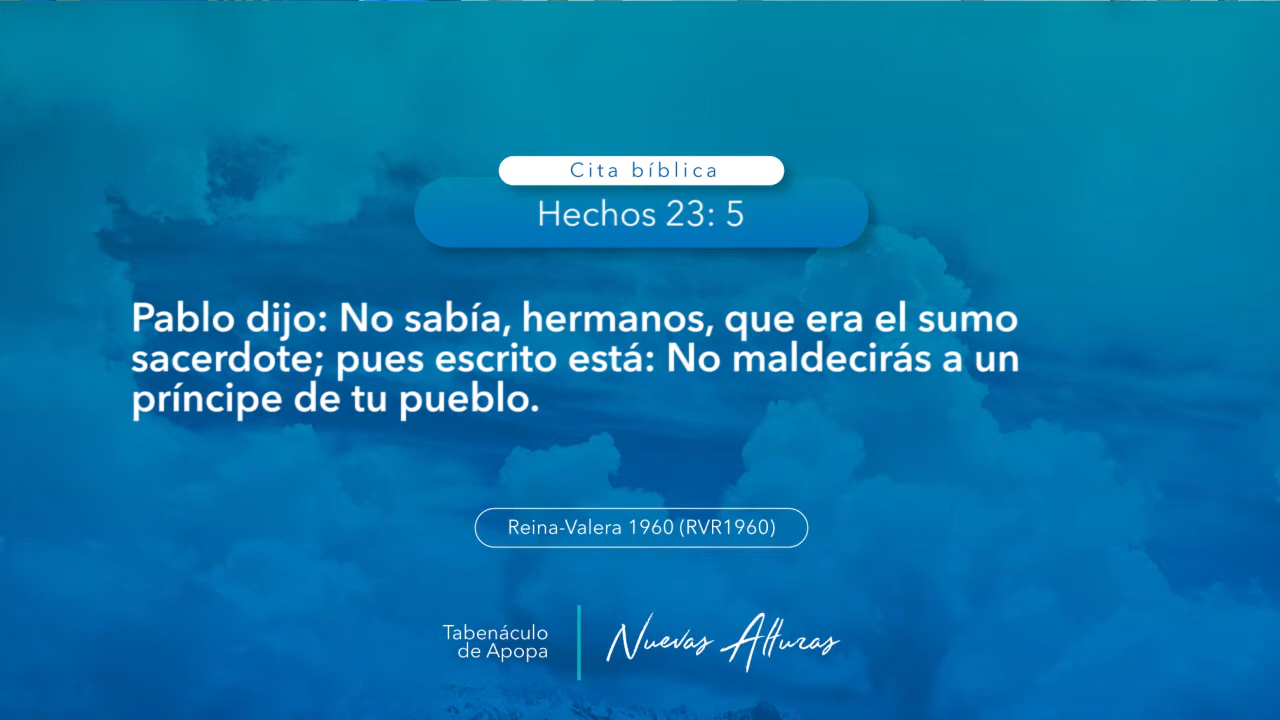 Cita bíblica
Hechos 23: 5
Pablo dijo: No sabía, hermanos, que era el sumo
sacerdote; pues escrito está: No maldecirás a un
príncipe de tu pueblo.
Reina-Valera 1960 (RVR1960)
Tabenáculo
de Apopa
Nuevas Alturas